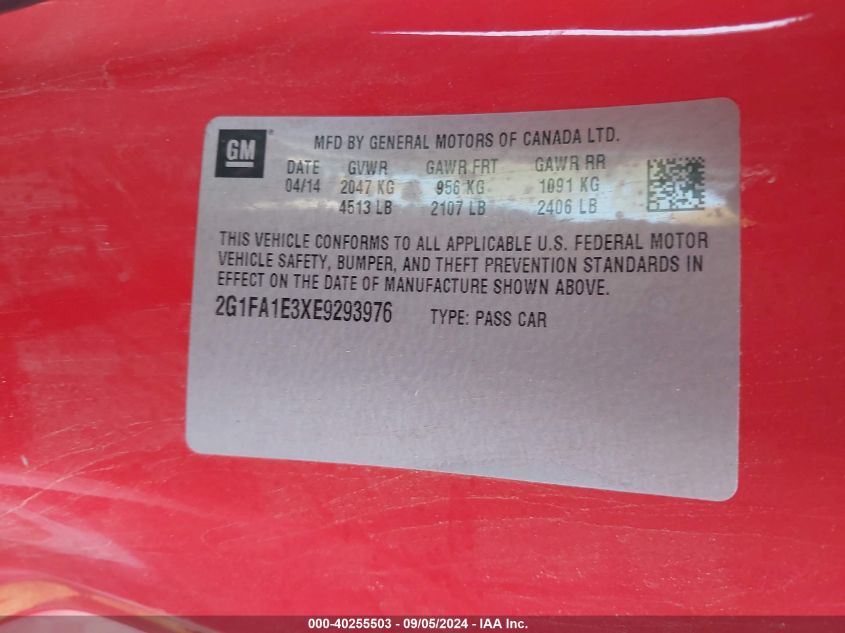 GM
MFD BY GENERAL MOTORS OF CANADA LTD.
DATE GVWR GAWR FRT GAWR RR
04/14 2047 KG 956 KG 1091 KG
4513 LB 2107 LB 2406 LB
THIS VEHICLE CONFORMS TO ALL APPLICABLE U.S. FEDERAL MOTOR
VEHICLE SAFETY, BUMPER, AND THEFT PREVENTION STANDARDS IN
EFFECT ON THE DATE OF MANUFACTURE SHOWN ABOVE.
2G1FA1E3XE9293976 TYPE: PASS CAR
000-40255503 - 09/05/2024 - IAA Inc.